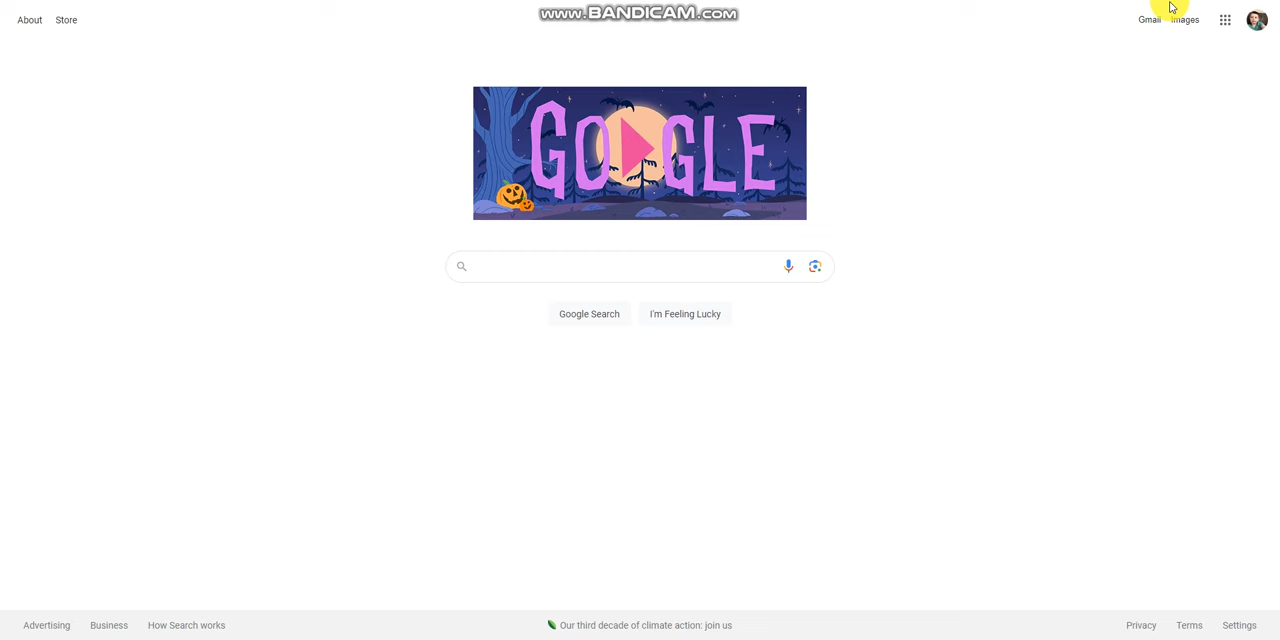 About Store
www.BANDICAM.com
Gmail Images
GOOGLE
Google Search I'm Feeling Lucky
Advertising Business How Search works
Our third decade of climate action: join us
Privacy Terms Settings